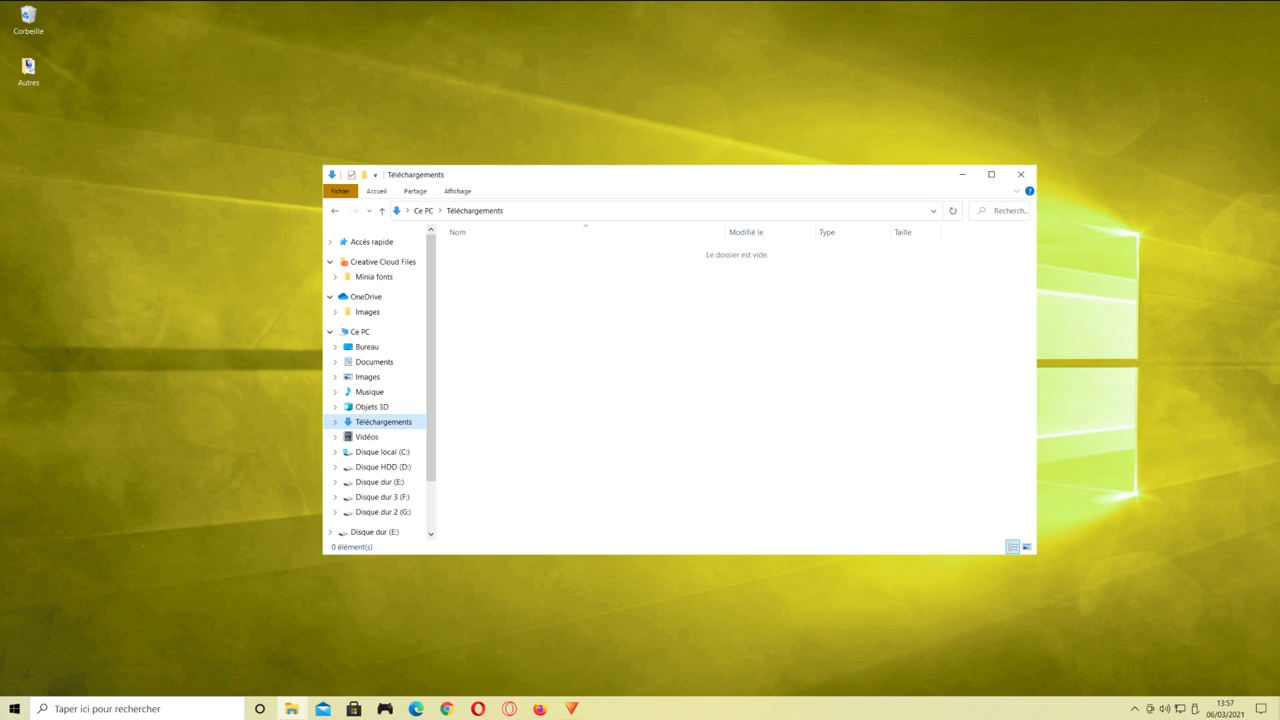 Corbeille
Autres
Téléchargements
Fichier Accueil Partage Affichage
Ce PC Téléchargements Recherch...
Nom Modifié le Type Taille
Le dossier est vide.
Accès rapide
Creative Cloud Files
Minia fonts
OneDrive
Images
Ce PC
Bureau
Documents
Images
Musique
Objets 3D
Téléchargements
Vidéos
Disque local (C:)
Disque HDD (D:)
Disque dur (E:)
Disque dur 3 (F:)
Disque dur 2 (G:)
Disque dur (E:)
0 élément(s)
Taper ici pour rechercher
13:57
06/03/2021